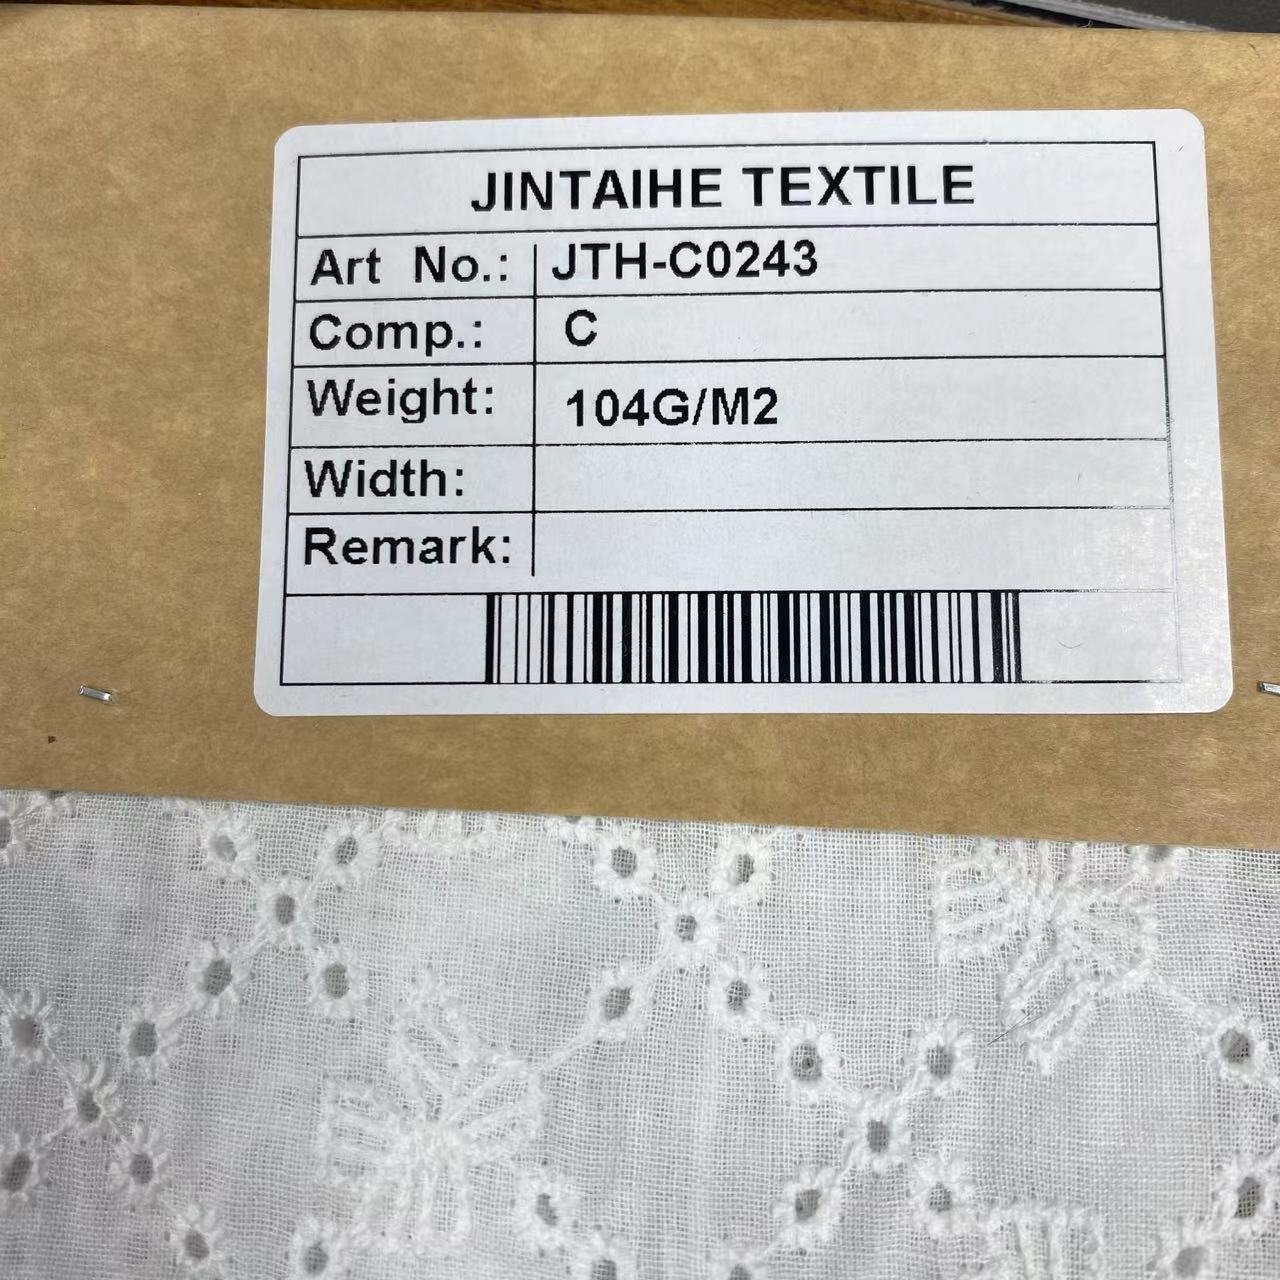 JINTAIHE TEXTILE
Art No.: JTH-C0243
Comp.: C
Weight: 104G/M2
Width:
Remark: